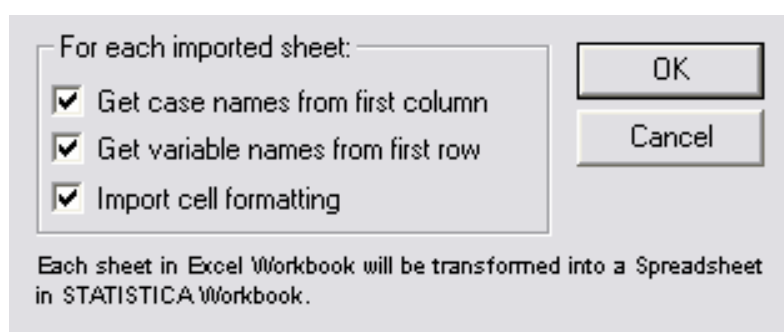 For each imported sheet:
Get case names from first column
Get variable names from first row
Import cell formatting
OK
Cancel
Each sheet in Excel Workbook will be transformed into a Spreadsheet
in STATISTICA Workbook.